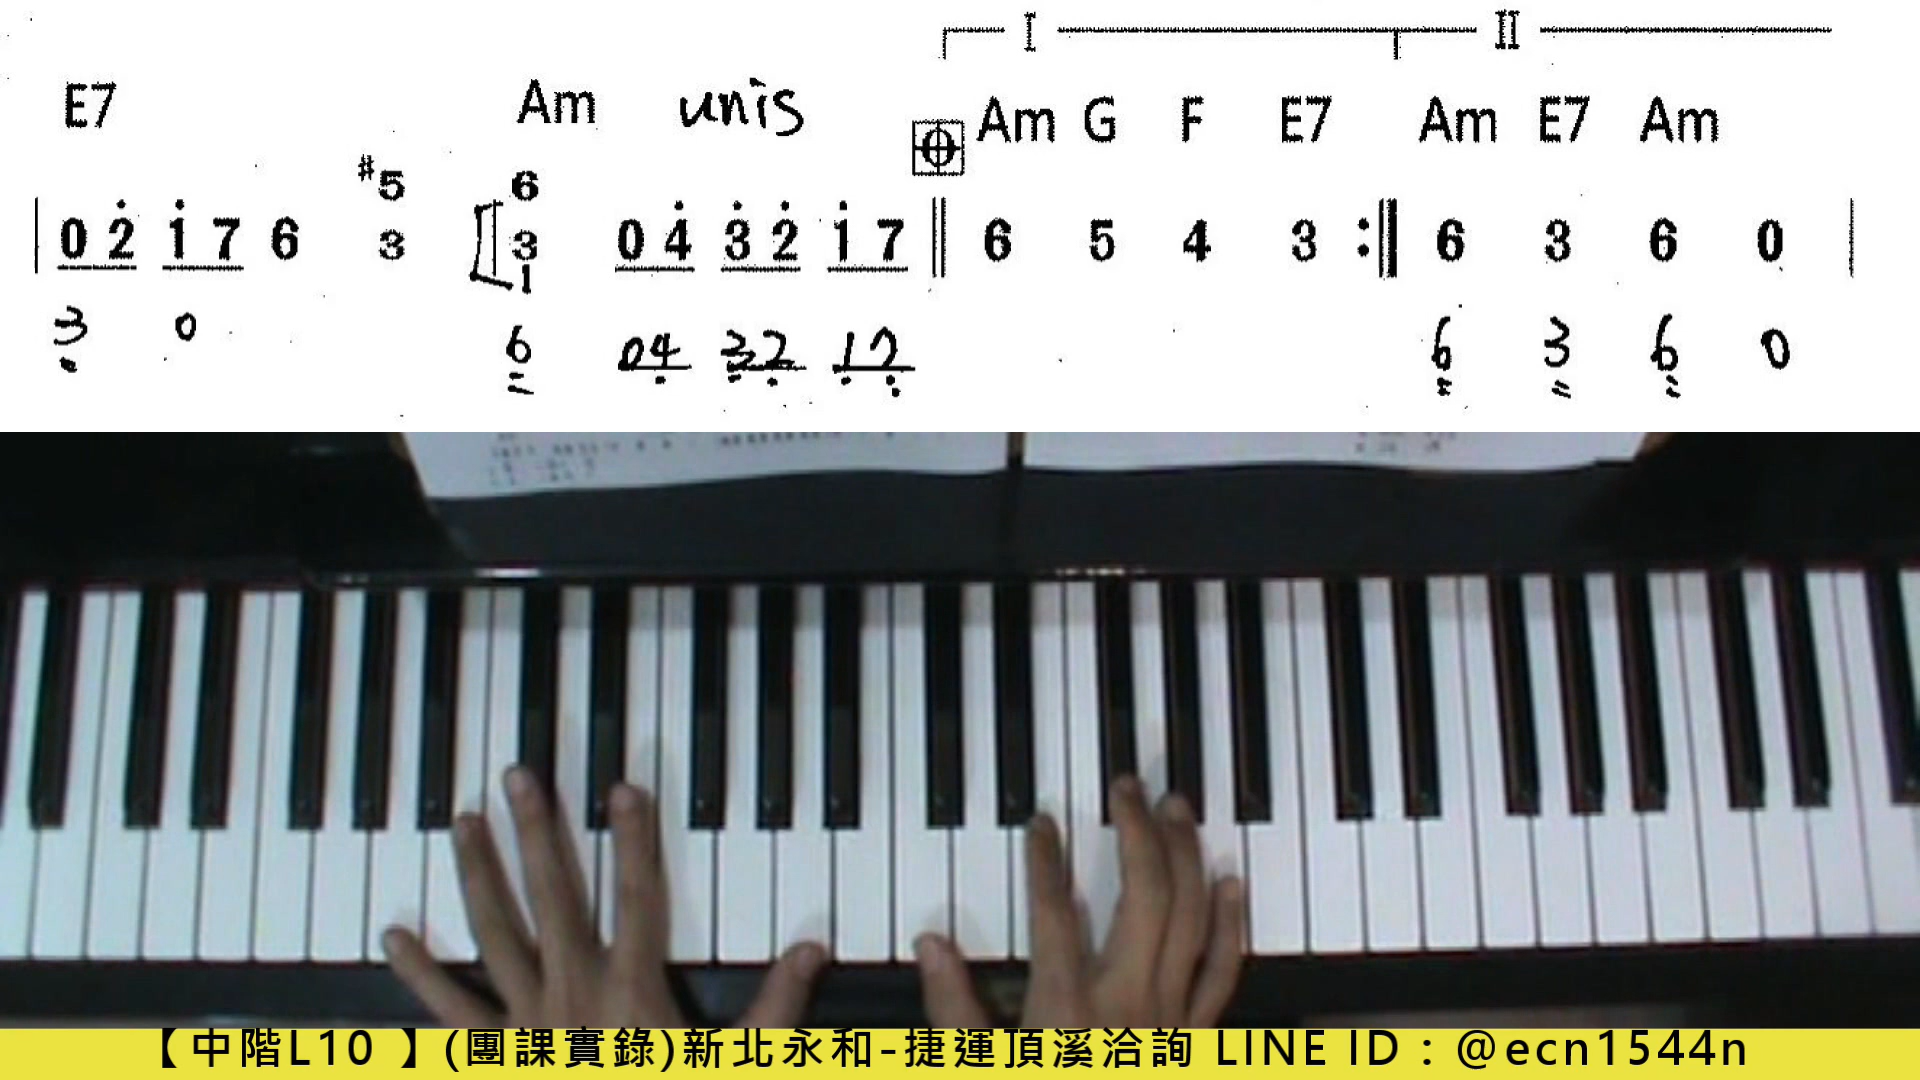 I II
E7 Am unis Am G F E7 Am E7 Am
#5 6
0 2 1 7 6 3 3 0 4 3 2 1 7 6 5 4 3 6 3 6 0
1
3 0 6 04 32 17 6 3 6 0
【中階L10 】(團課實錄)新北永和-捷運頂溪洽詢 LINE ID：@ecn1544n